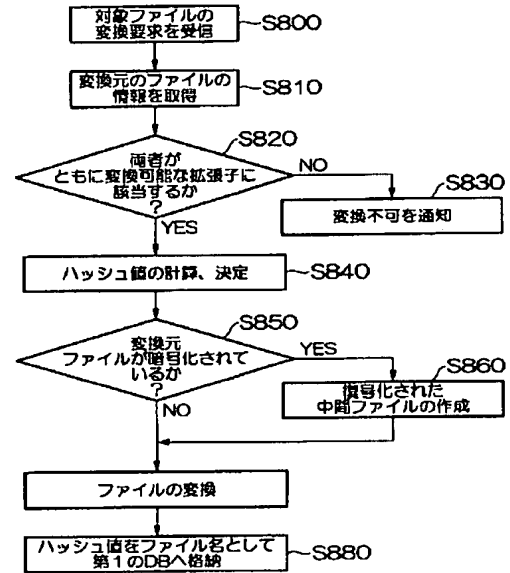 対象ファイルの
変換要求を受信
S800
変換元のファイルの
情報を取得
S810
S820
両者が
ともに変換可能な拡張子に
該当するか
?
NO
S830
変換不可を通知
YES
ハッシュ値の計算、決定
S840
S850
変換元
ファイルが暗号化されて
いるか
?
YES
S860
復号化された
中間ファイルの作成
NO
ファイルの変換
ハッシュ値をファイル名として
第1のDBへ格納
S880